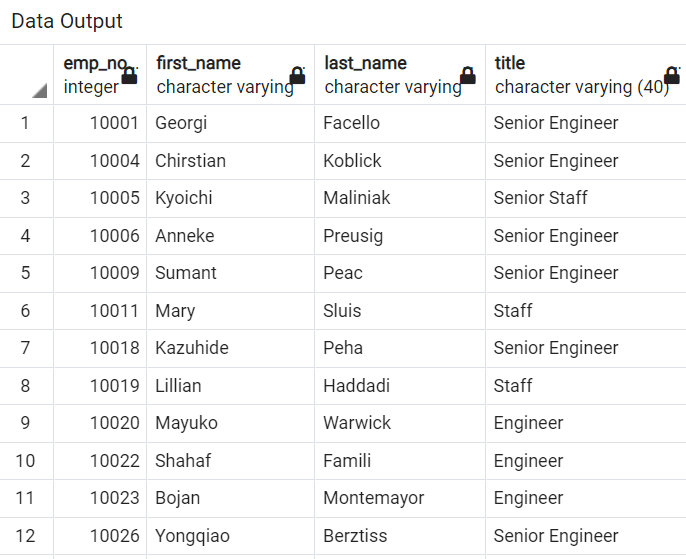 Data Output
emp_no.. first_name last_name title
integer character varying character varying character varying (40)
1 10001 Georgi Facello Senior Engineer
2 10004 Chirstian Koblick Senior Engineer
3 10005 Kyoichi Maliniak Senior Staff
4 10006 Anneke Preusig Senior Engineer
5 10009 Sumant Peac Senior Engineer
6 10011 Mary Sluis Staff
7 10018 Kazuhide Peha Senior Engineer
8 10019 Lillian Haddadi Staff
9 10020 Mayuko Warwick Engineer
10 10022 Shahaf Famili Engineer
11 10023 Bojan Montemayor Engineer
12 10026 Yongqiao Berztiss Senior Engineer